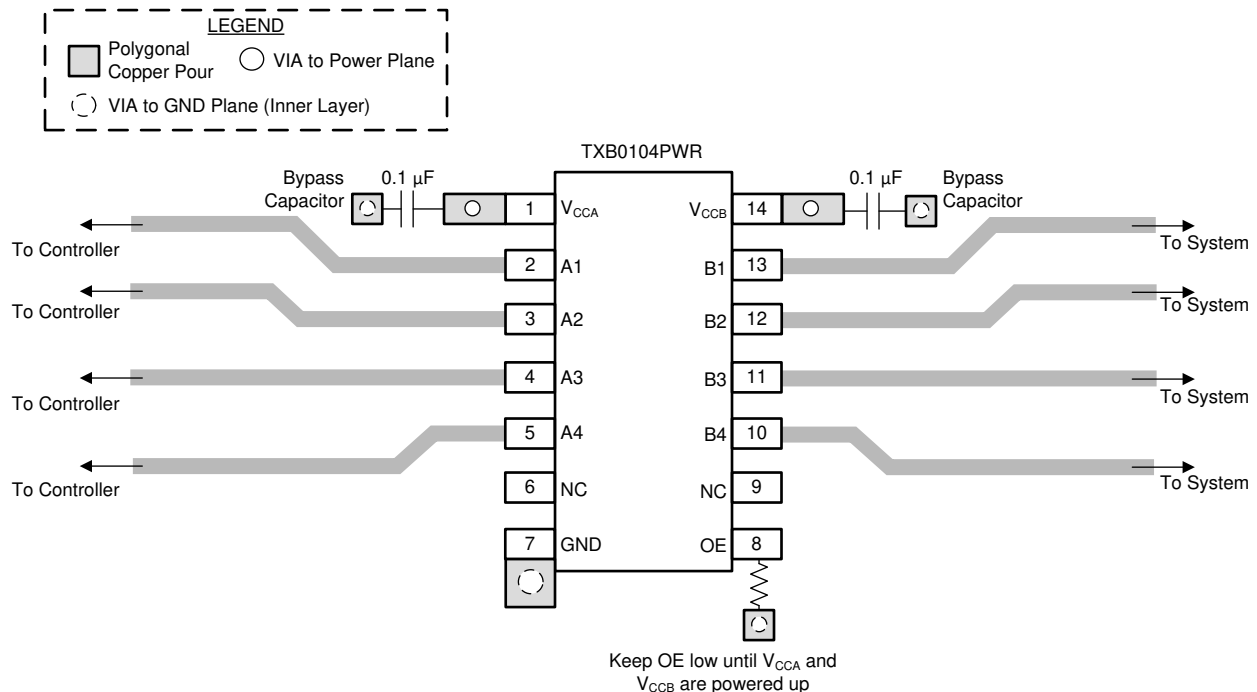 LEGEND
Polygonal
Copper Pour
VIA to Power Plane
VIA to GND Plane (Inner Layer)
TXB0104PWR
Bypass
Capacitor
0.1 µF
0.1 µF
Bypass
Capacitor
1
VCCA
VCCB
14
To Controller
To System
2
A1
B1
13
To Controller
To System
3
A2
B2
12
4
A3
B3
11
To Controller
To System
5
A4
B4
10
To Controller
To System
6
NC
NC
9
7
GND
OE
8
Keep OE low until VCCA and
VCCB are powered up